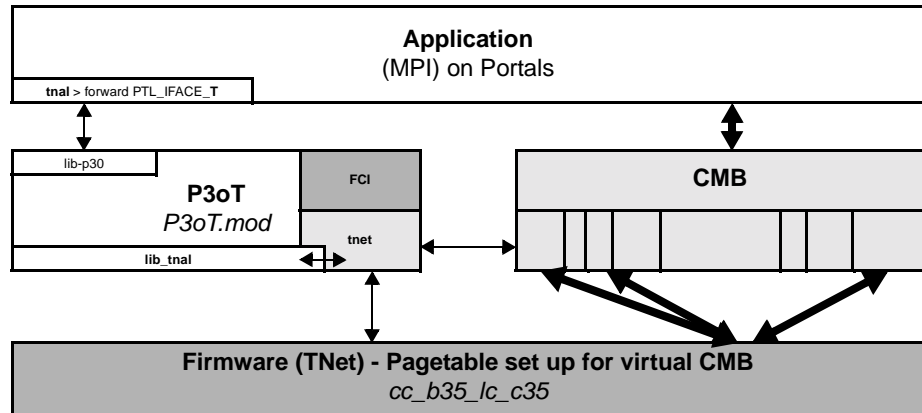 Application
(MPI) on Portals
tnal > forward PTL_IFACE_T
lib-p30
P3oT
P3oT.mod
FCI
tnet
lib_tnal
CMB
Firmware (TNet) - Pagetable set up for virtual CMB
cc_b35_lc_c35